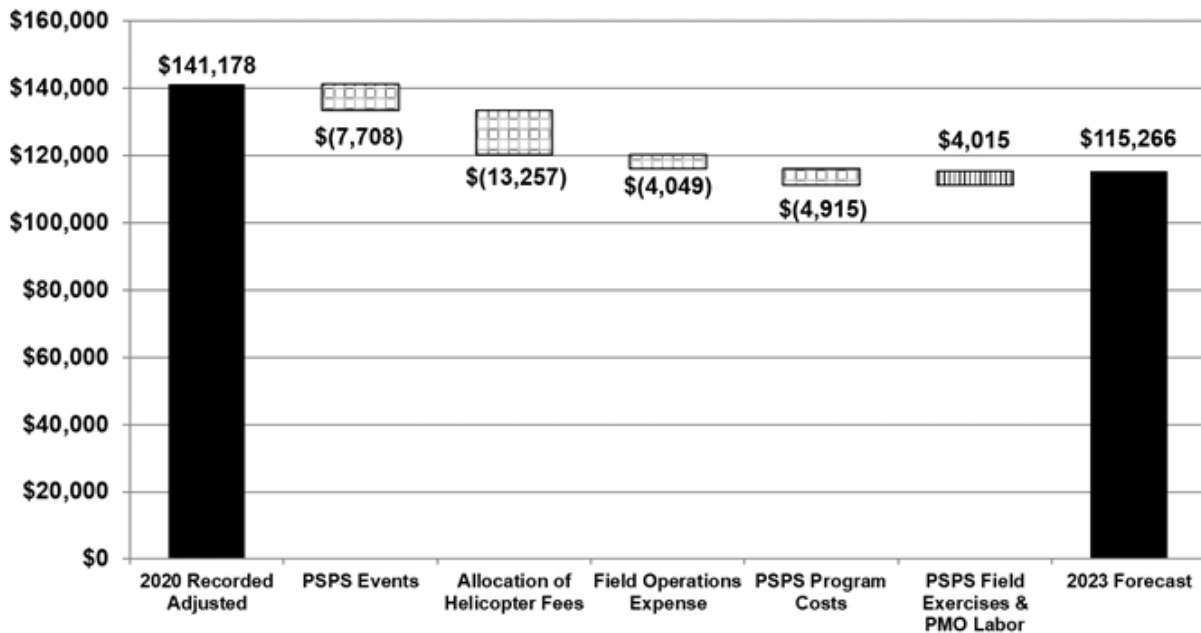 $160,000
$140,000
$120,000
$100,000
$80,000
$60,000
$40,000
$20,000
$0
$141,178
$(7,708)
$(13,257)
$(4,049)
$(4,915)
$4,015
$115,266
2020 Recorded
Adjusted
PSPS Events
Allocation of
Helicopter Fees
Field Operations
Expense
PSPS Program
Costs
PSPS Field
Exercises &
PMO Labor
2023 Forecast